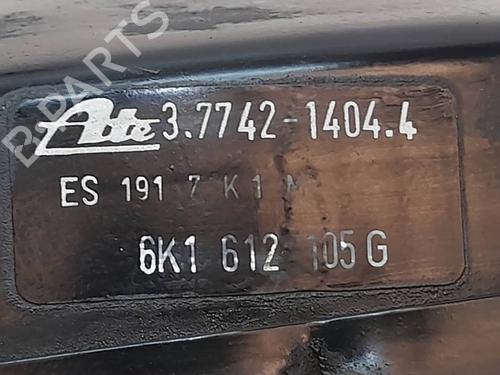 B-PARTS
Ate 3.7742-1404.4
ES 191 7 K1
6K1 612 105 G